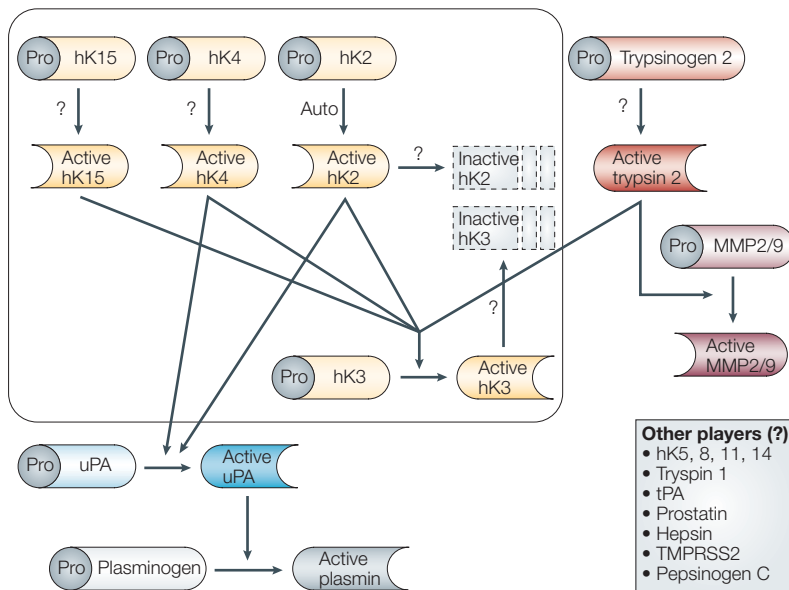 Pro hK15
Pro hK4
Pro hK2
Pro Trypsinogen 2
?
?
Auto
?
Active
hK15
Active
hK4
Active
hK2
?
Inactive
hK2
Active
trypsin 2
Inactive
hK3
Pro MMP2/9
?
Pro hK3
Active
hK3
Active
MMP2/9
Pro uPA
Active
uPA
Pro Plasminogen
Active
plasmin
Other players (?)
• hK5, 8, 11, 14
• Tryspin 1
• tPA
• Prostatin
• Hepsin
• TMPRSS2
• Pepsinogen C